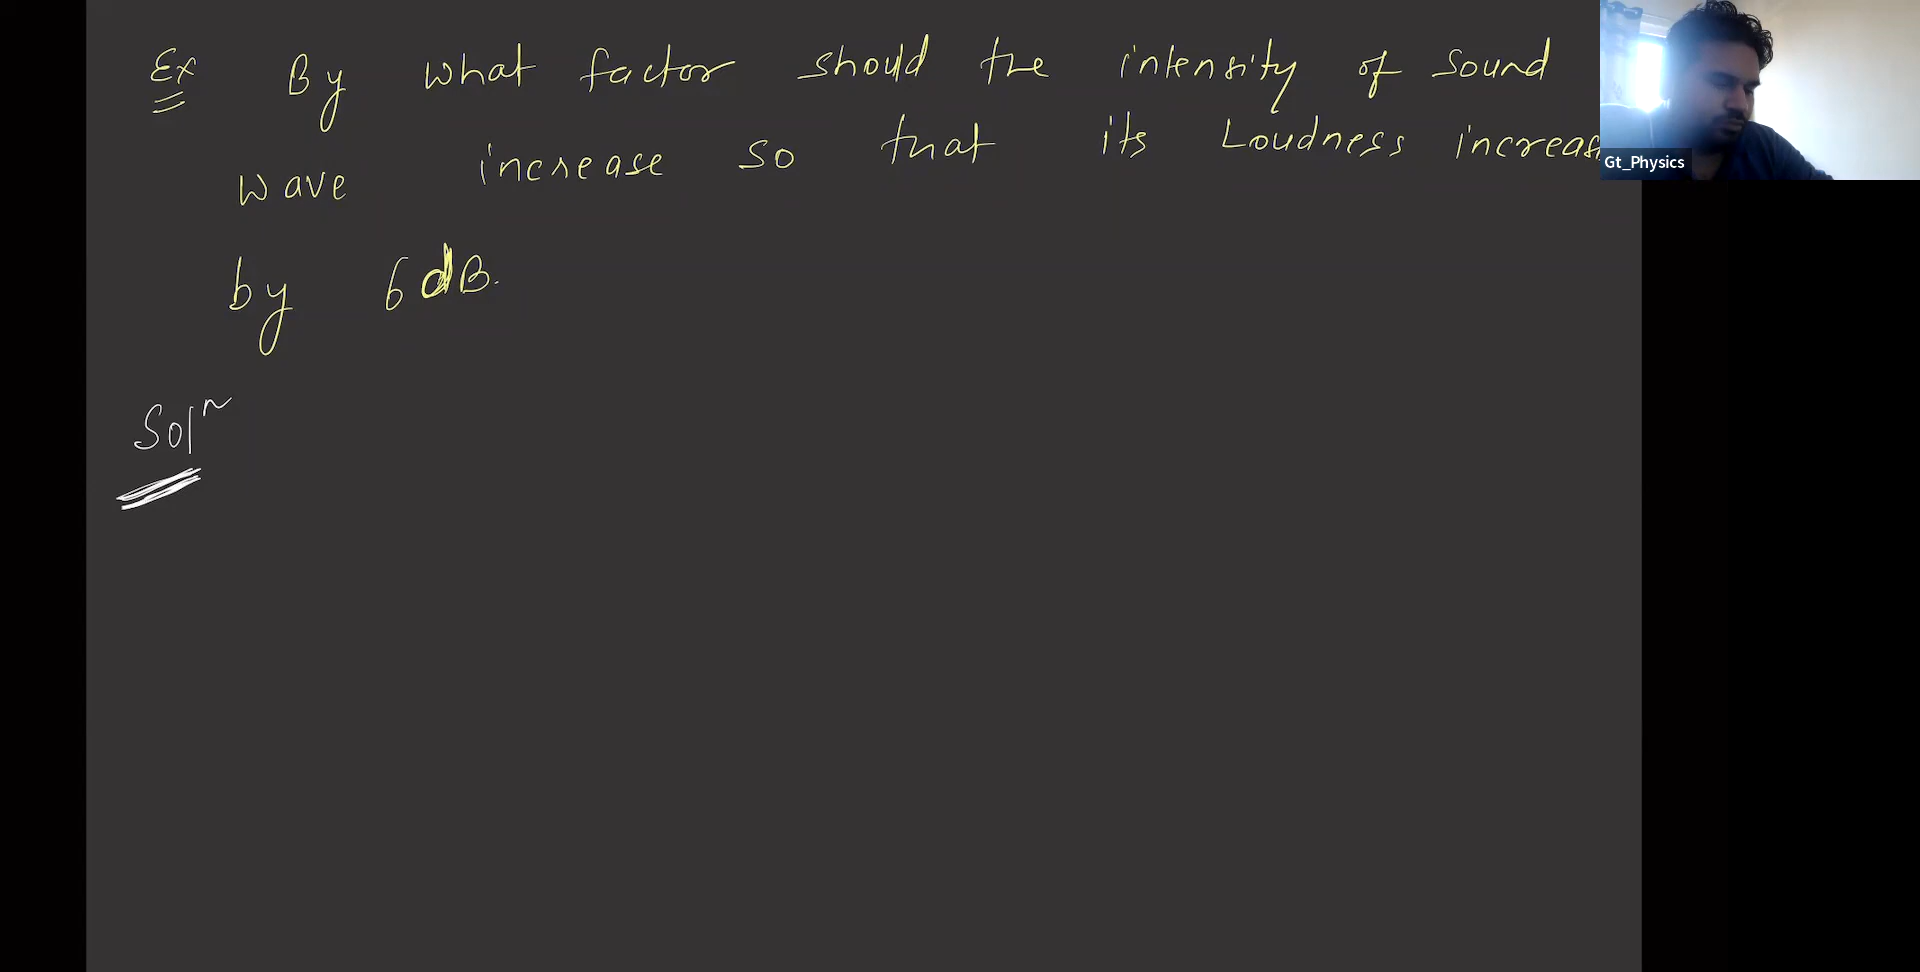 Ex By what factor should the intensity of sound
wave increase so that its Loudness increas
by 6dB.
Solⁿ
Gt_Physics